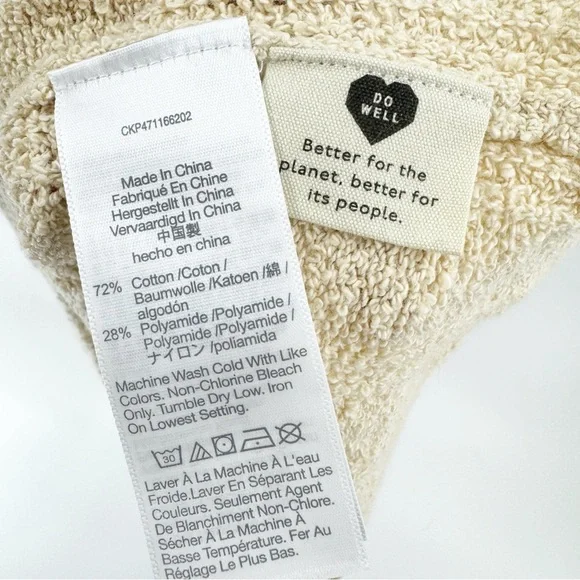 CKP471166202
Made In China
Fabriqué En Chine
Hergestellt In China
Vervaardigd In China
中国製
hecho en china
72% Cotton /Coton /
Baumwolle / Katoen /綿 /
algodón
28% Polyamide /Polyamide /
Polyamide /Polyamide /
ナイロン /poliamida
Machine Wash Cold With Like
Colors. Non-Chlorine Bleach
Only. Tumble Dry Low. Iron
On Lowest Setting.
30
Laver À La Machine À L'eau
Froide.Laver En Séparant Les
Couleurs. Seulement Agent
De Blanchiment Non-Chlore.
Sécher À La Machine À
Basse Température. Fer Au
Réglage Le Plus Bas.
DO
WELL
Better for the
planet, better for
its people.